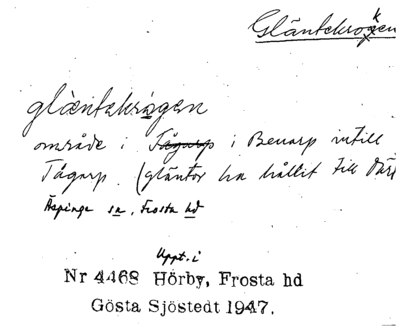 Gläntekroken
gläntekrogen
område i Tågarp i Benarp intill
Tågarp. (gläntor ha hållit till där
Äspinge sn, Frosta hd
Uppt. i
Nr 4468 Hörby, Frosta hd
Gösta Sjöstedt 1947.